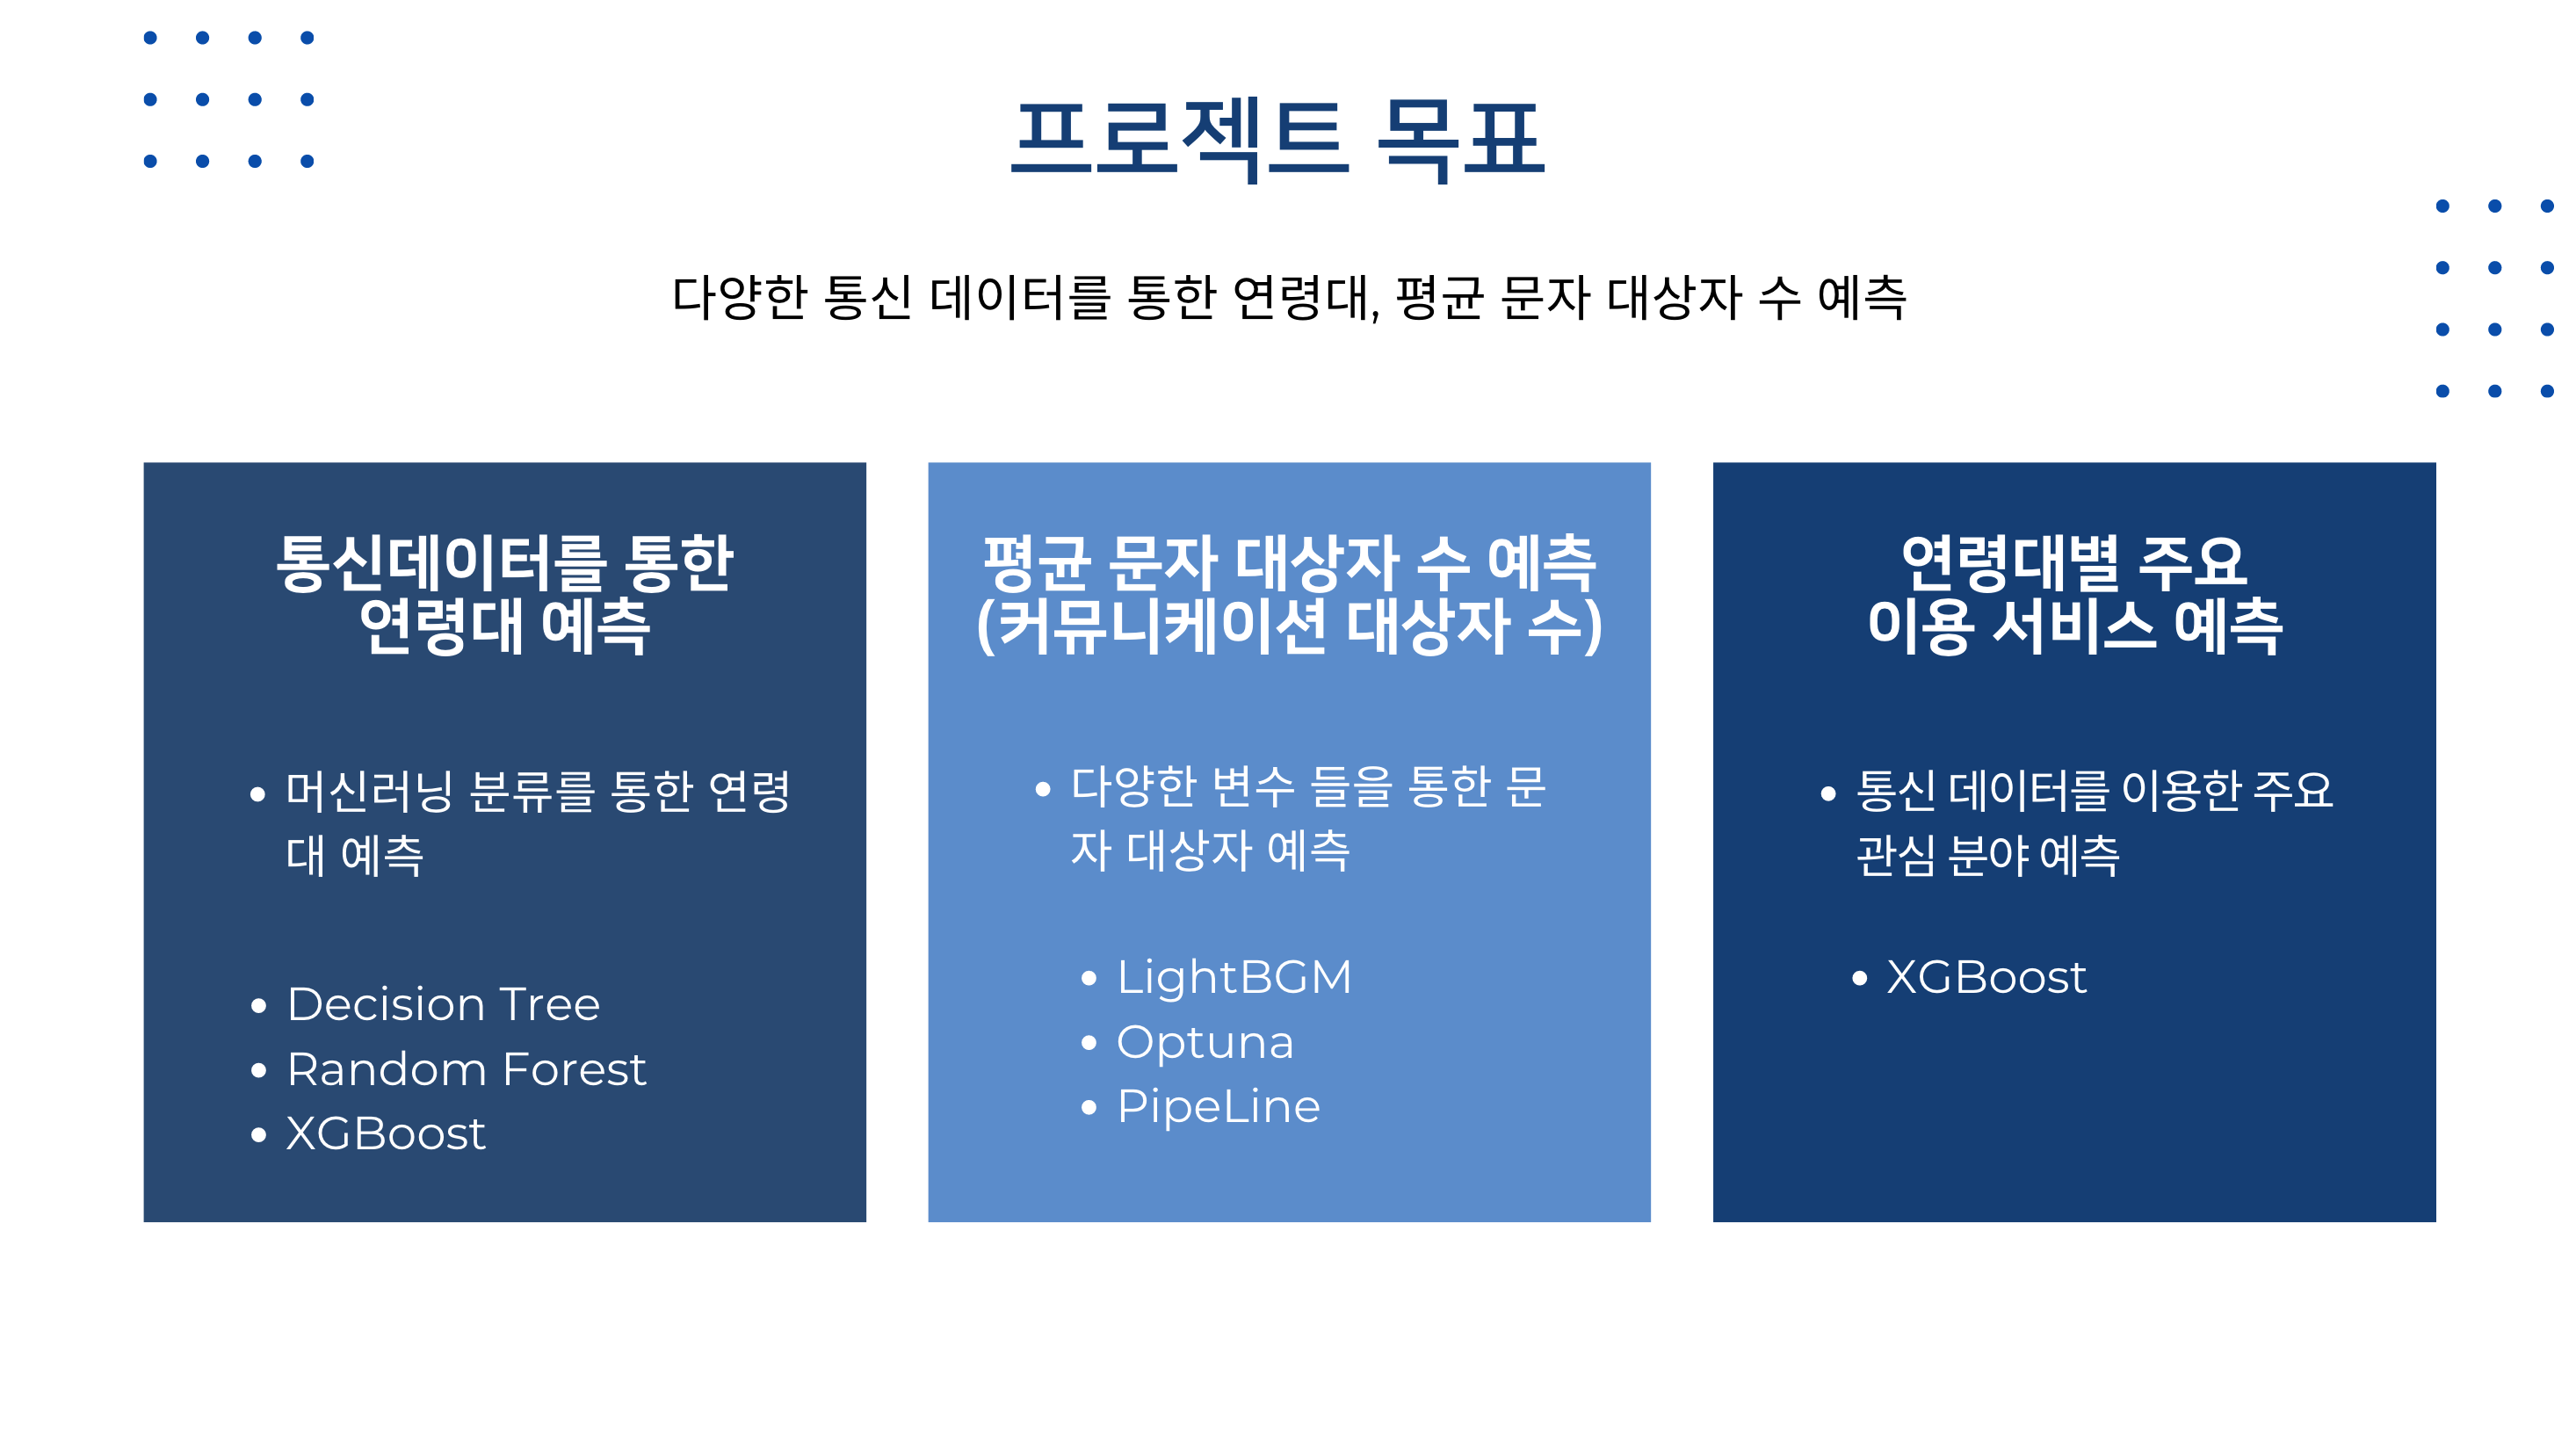 프로젝트 목표
다양한 통신 데이터를 통한 연령대, 평균 문자 대상자 수 예측
통신데이터를 통한
연령대 예측
• 머신러닝 분류를 통한 연령
대 예측
• Decision Tree
• Random Forest
• XGBoost
평균 문자 대상자 수 예측
(커뮤니케이션 대상자 수)
• 다양한 변수 들을 통한 문
자 대상자 예측
• LightBGM
• Optuna
• PipeLine
연령대별 주요
이용 서비스 예측
• 통신 데이터를 이용한 주요
관심 분야 예측
• XGBoost